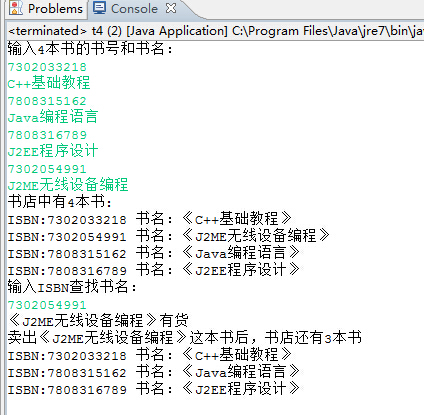 Problems Console
<terminated> t4 (2) [Java Application] C:\Program Files\Java\jre7\bin\jav
输入4本书的书号和书名:
7302033218
C++基础教程
7808315162
Java编程语言
7808316789
J2EE程序设计
7302054991
J2ME无线设备编程
书店中有4本书:
ISBN:7302033218 书名:《C++基础教程》
ISBN:7302054991 书名:《J2ME无线设备编程》
ISBN:7808315162 书名:《Java编程语言》
ISBN:7808316789 书名:《J2EE程序设计》
输入ISBN查找书名:
7302054991
《J2ME无线设备编程》有货
卖出《J2ME无线设备编程》这本书后，书店还有3本书
ISBN:7302033218 书名:《C++基础教程》
ISBN:7808315162 书名:《Java编程语言》
ISBN:7808316789 书名:《J2EE程序设计》